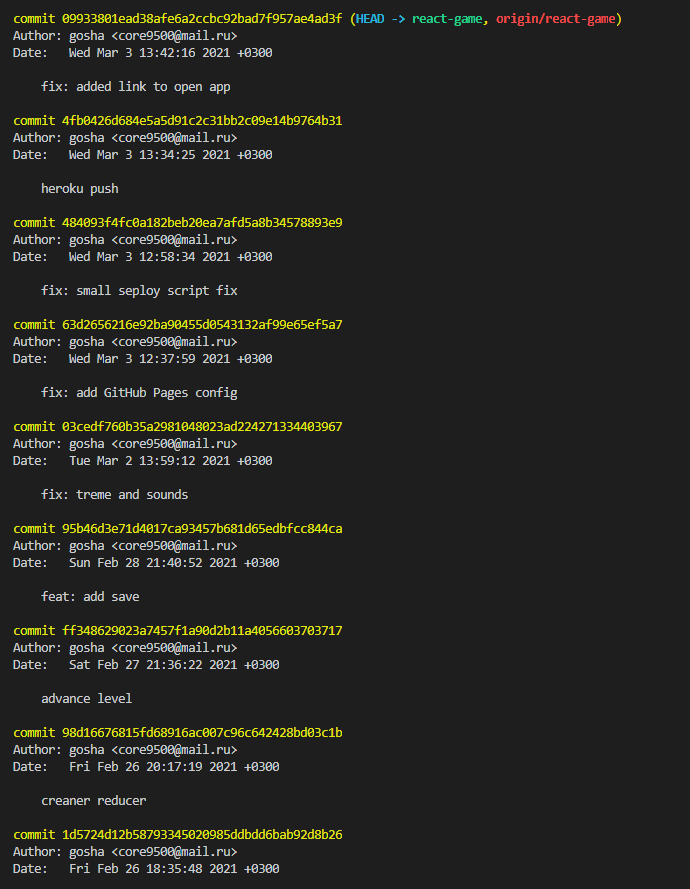 commit 09933801ead38afe6a2ccbc92bad7f957ae4ad3f (HEAD -> react-game, origin/react-game)
Author: gosha <core9500@mail.ru>
Date:   Wed Mar 3 13:42:16 2021 +0300
fix: added link to open app
commit 4fb0426d684e5a5d91c2c31bb2c09e14b9764b31
Author: gosha <core9500@mail.ru>
Date:   Wed Mar 3 13:34:25 2021 +0300
heroku push
commit 484093f4fc0a182beb20ea7afd5a8b34578893e9
Author: gosha <core9500@mail.ru>
Date:   Wed Mar 3 12:58:34 2021 +0300
fix: small seploy script fix
commit 63d2656216e92ba90455d0543132af99e65ef5a7
Author: gosha <core9500@mail.ru>
Date:   Wed Mar 3 12:37:59 2021 +0300
fix: add GitHub Pages config
commit 03cedf760b35a2981048023ad224271334403967
Author: gosha <core9500@mail.ru>
Date:   Tue Mar 2 13:59:12 2021 +0300
fix: treme and sounds
commit 95b46d3e71d4017ca93457b681d65edbfcc844ca
Author: gosha <core9500@mail.ru>
Date:   Sun Feb 28 21:40:52 2021 +0300
feat: add save
commit ff348629023a7457f1a90d2b11a4056603703717
Author: gosha <core9500@mail.ru>
Date:   Sat Feb 27 21:36:22 2021 +0300
advance level
commit 98d16676815fd68916ac007c96c642428bd03c1b
Author: gosha <core9500@mail.ru>
Date:   Fri Feb 26 20:17:19 2021 +0300
creaner reducer
commit 1d5724d12b58793345020985ddbdd6bab92d8b26
Author: gosha <core9500@mail.ru>
Date:   Fri Feb 26 18:35:48 2021 +0300